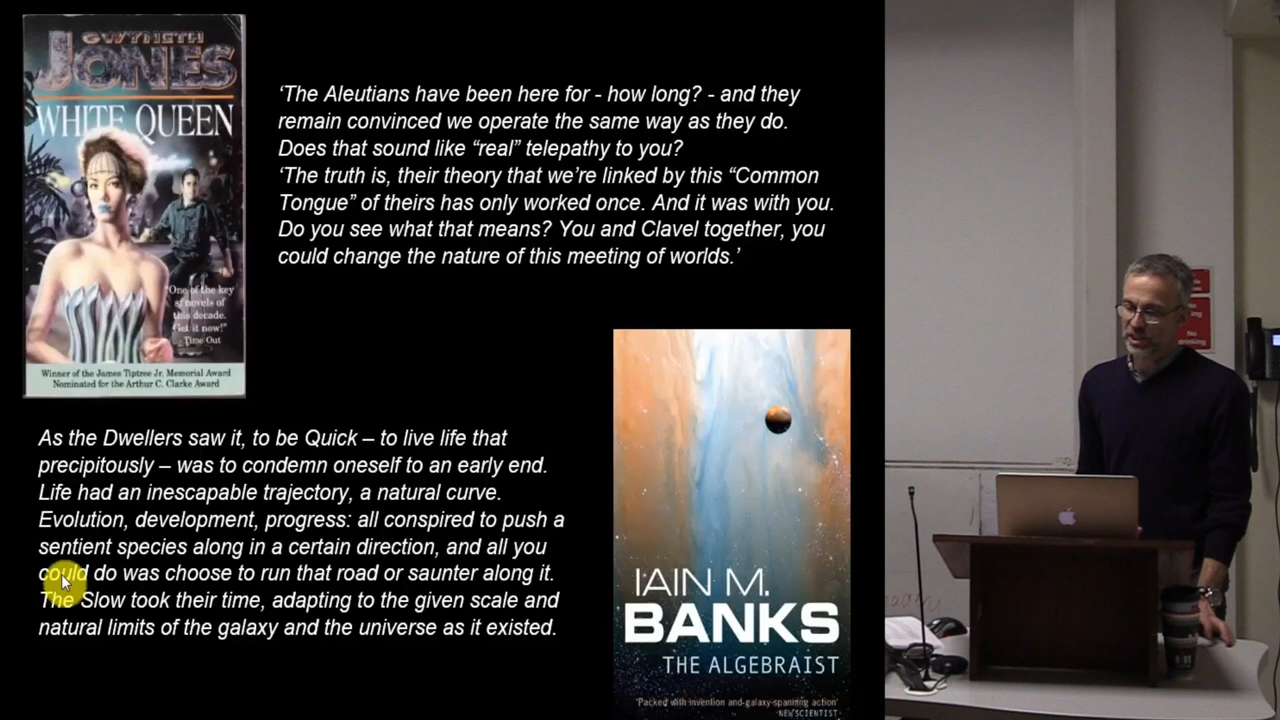 GWYNETH
JONES
WHITE QUEEN
"One of the key
sf novels of
this decade.
Get it now!"
Time Out
Winner of the James Tiptree Jr. Memorial Award
Nominated for the Arthur C. Clarke Award
‘The Aleutians have been here for - how long? - and they
remain convinced we operate the same way as they do.
Does that sound like “real” telepathy to you?
‘The truth is, their theory that we’re linked by this “Common
Tongue” of theirs has only worked once. And it was with you.
Do you see what that means? You and Clavel together, you
could change the nature of this meeting of worlds.’
As the Dwellers saw it, to be Quick – to live life that
precipitously – was to condemn oneself to an early end.
Life had an inescapable trajectory, a natural curve.
Evolution, development, progress: all conspired to push a
sentient species along in a certain direction, and all you
could do was choose to run that road or saunter along it.
The Slow took their time, adapting to the given scale and
natural limits of the galaxy and the universe as it existed.
IAIN M.
BANKS
THE ALGEBRAIST
'Packed with invention and galaxy-spanning action'
NEW SCIENTIST
No
drinking